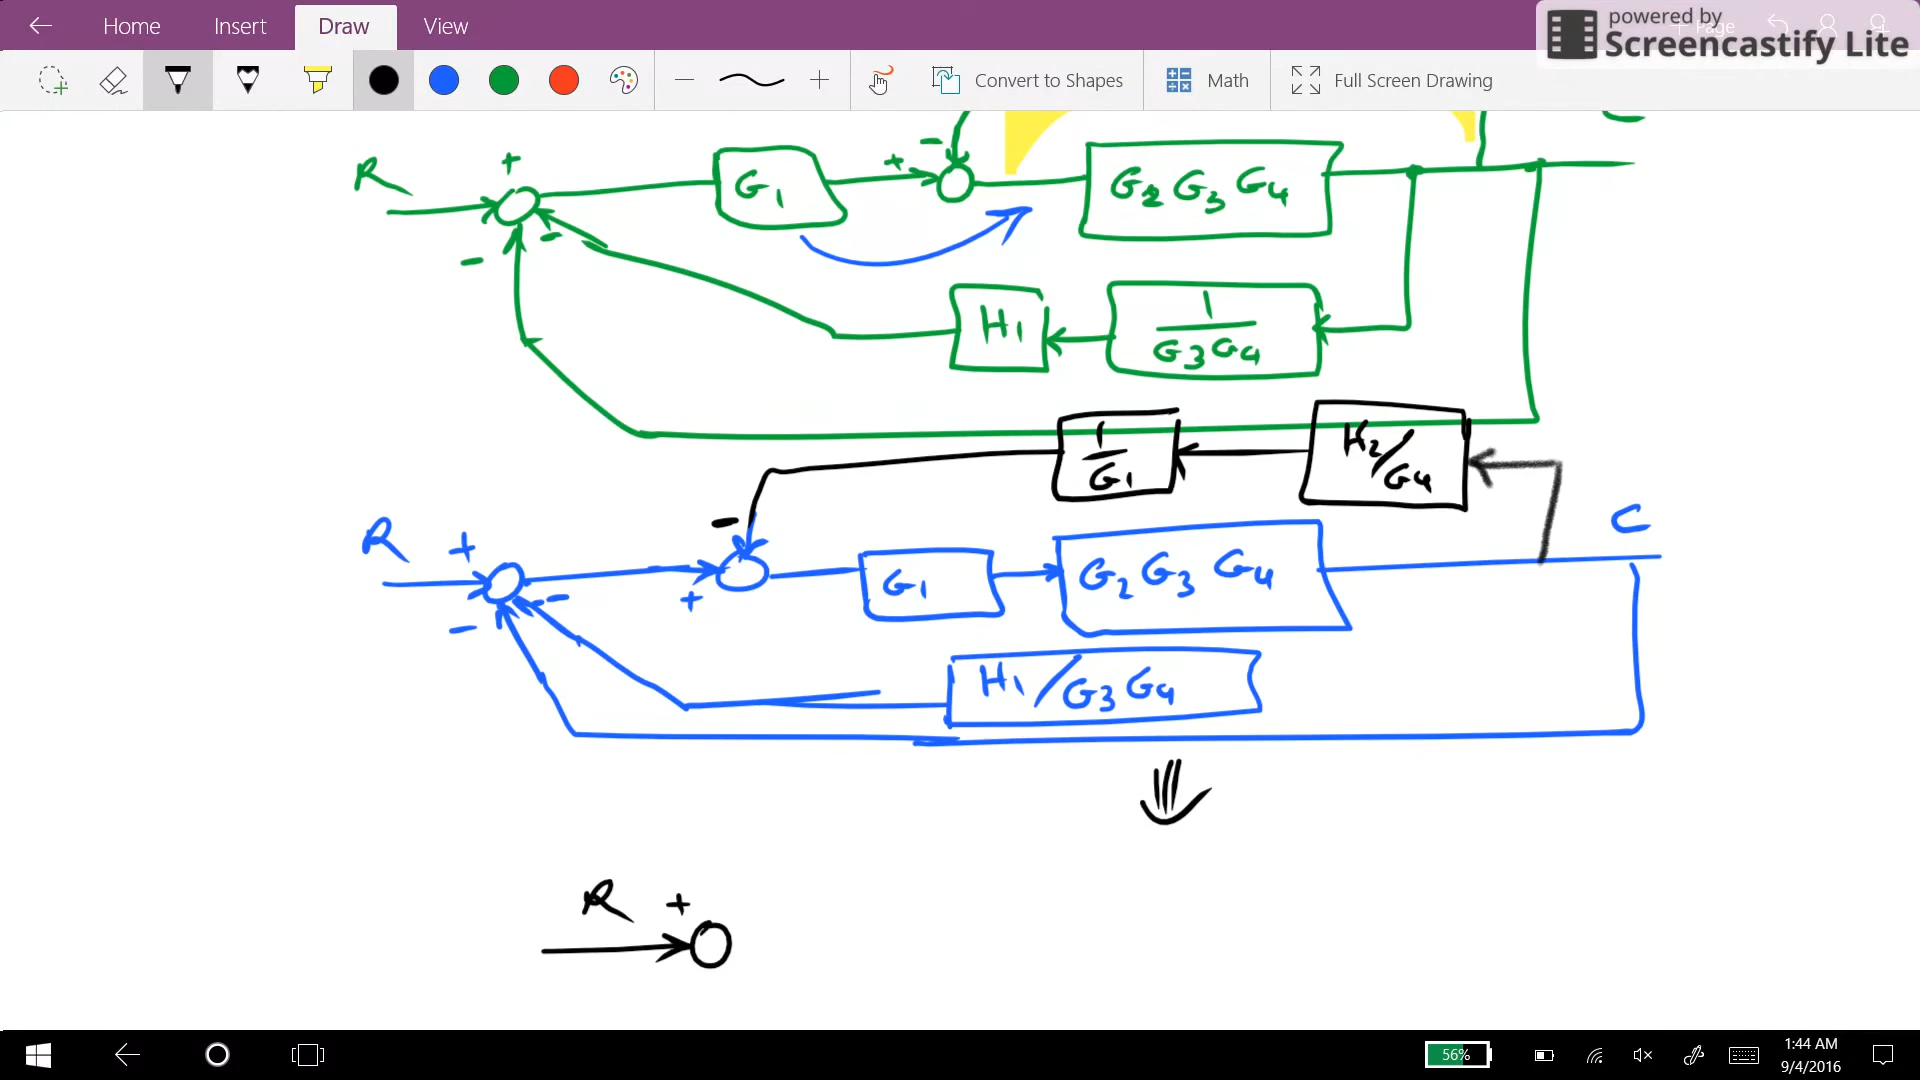 powered by
Screencastify Lite
Home Insert Draw View Page
Convert to Shapes Math Full Screen Drawing
R + G1 + - G2 G3 G4
- -
H1 1/G3G4
1/G1 H2/G4
R + - + G1 G2 G3 G4 C
- -
H1/G3 G4
R +
56% 1:44 AM
9/4/2016